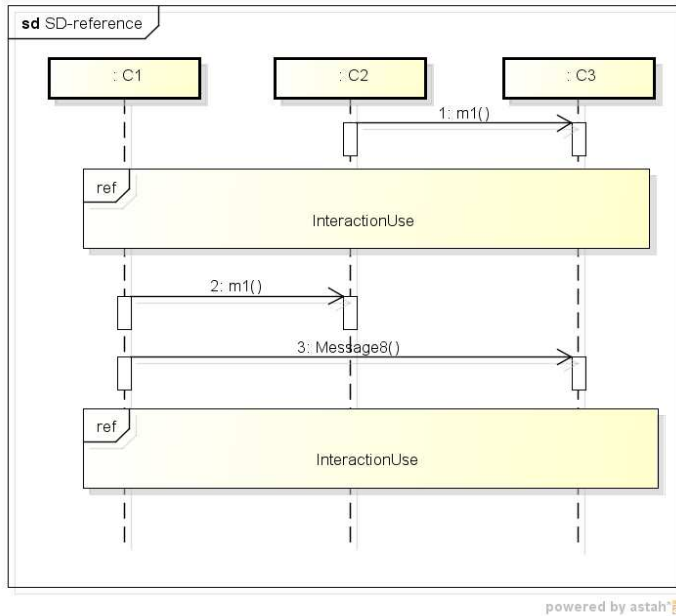 sd SD-reference
: C1
: C2
: C3
1: m1()
ref
InteractionUse
2: m1()
3: Message8()
ref
InteractionUse
powered by astah*